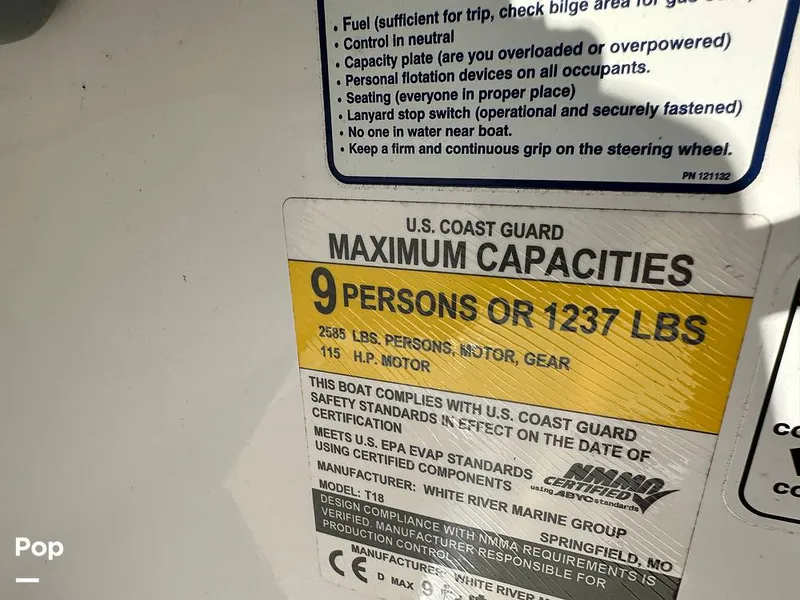 • Fuel (sufficient for trip, check bilge area for
• Control in neutral
• Capacity plate (are you overloaded or overpowered)
• Personal flotation devices on all occupants.
• Seating (everyone in proper place)
• Lanyard stop switch (operational and securely fastened)
• No one in water near boat.
• Keep a firm and continuous grip on the steering wheel.
PN 121132
U.S. COAST GUARD
MAXIMUM CAPACITIES
9 PERSONS OR 1237 LBS
2585 LBS. PERSONS, MOTOR, GEAR
115 H.P. MOTOR
THIS BOAT COMPLIES WITH U.S. COAST GUARD
SAFETY STANDARDS IN EFFECT ON THE DATE OF
CERTIFICATION
MEETS U.S. EPA EVAP STANDARDS
USING CERTIFIED COMPONENTS
NMMA
CERTIFIED
using ABYC standards
MANUFACTURER: WHITE RIVER MARINE GROUP
MODEL: T18
SPRINGFIELD, MO
DESIGN COMPLIANCE WITH NMMA REQUIREMENTS IS
VERIFIED. MANUFACTURER RESPONSIBLE FOR
PRODUCTION CONTROL
MANUFACTURER: WHITE RIVER
CE D MAX 9
CO
CO
Pop